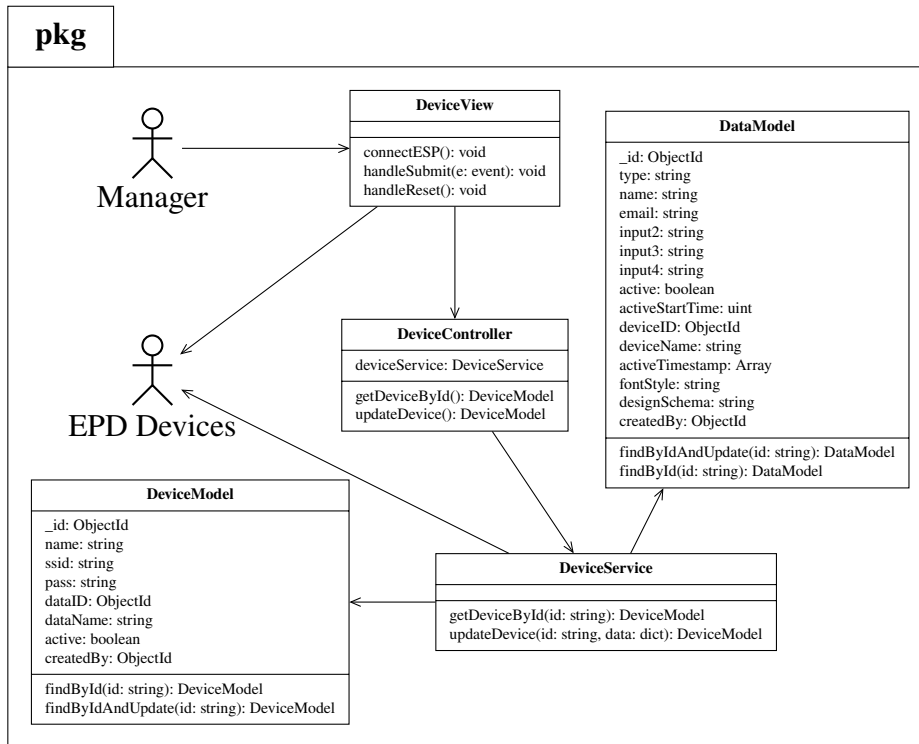 pkg
Manager
DeviceView
connectESP(): void
handleSubmit(e: event): void
handleReset(): void
DataModel
_id: ObjectId
type: string
name: string
email: string
input2: string
input3: string
input4: string
active: boolean
activeStartTime: uint
deviceID: ObjectId
deviceName: string
activeTimestamp: Array
fontStyle: string
designSchema: string
createdBy: ObjectId
findByIdAndUpdate(id: string): DataModel
findById(id: string): DataModel
EPD Devices
DeviceController
deviceService: DeviceService
getDeviceById(): DeviceModel
updateDevice(): DeviceModel
DeviceModel
_id: ObjectId
name: string
ssid: string
pass: string
dataID: ObjectId
dataName: string
active: boolean
createdBy: ObjectId
findById(id: string): DeviceModel
findByIdAndUpdate(id: string): DeviceModel
DeviceService
getDeviceById(id: string): DeviceModel
updateDevice(id: string, data: dict): DeviceModel